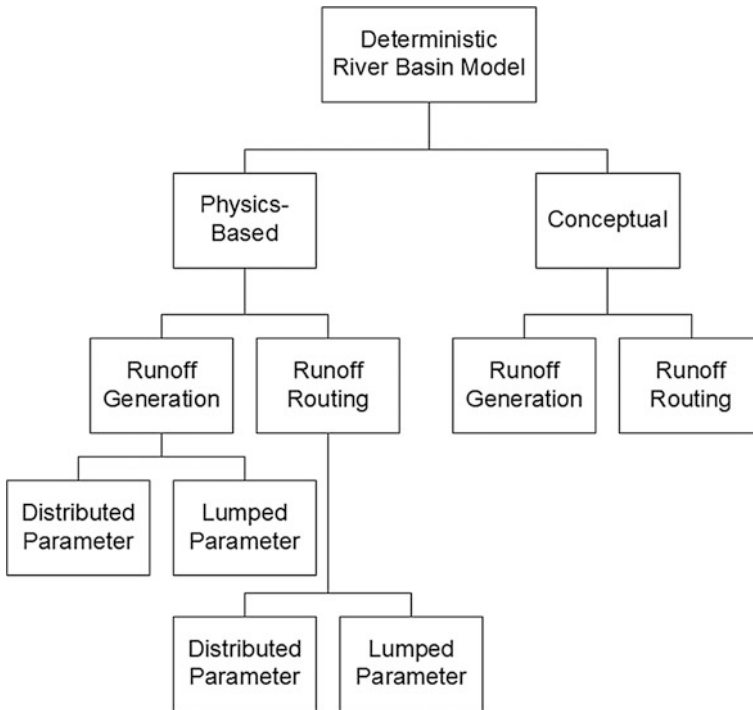 Deterministic
River Basin Model
Physics-
Based
Conceptual
Runoff
Generation
Runoff
Routing
Runoff
Generation
Runoff
Routing
Distributed
Parameter
Lumped
Parameter
Distributed
Parameter
Lumped
Parameter